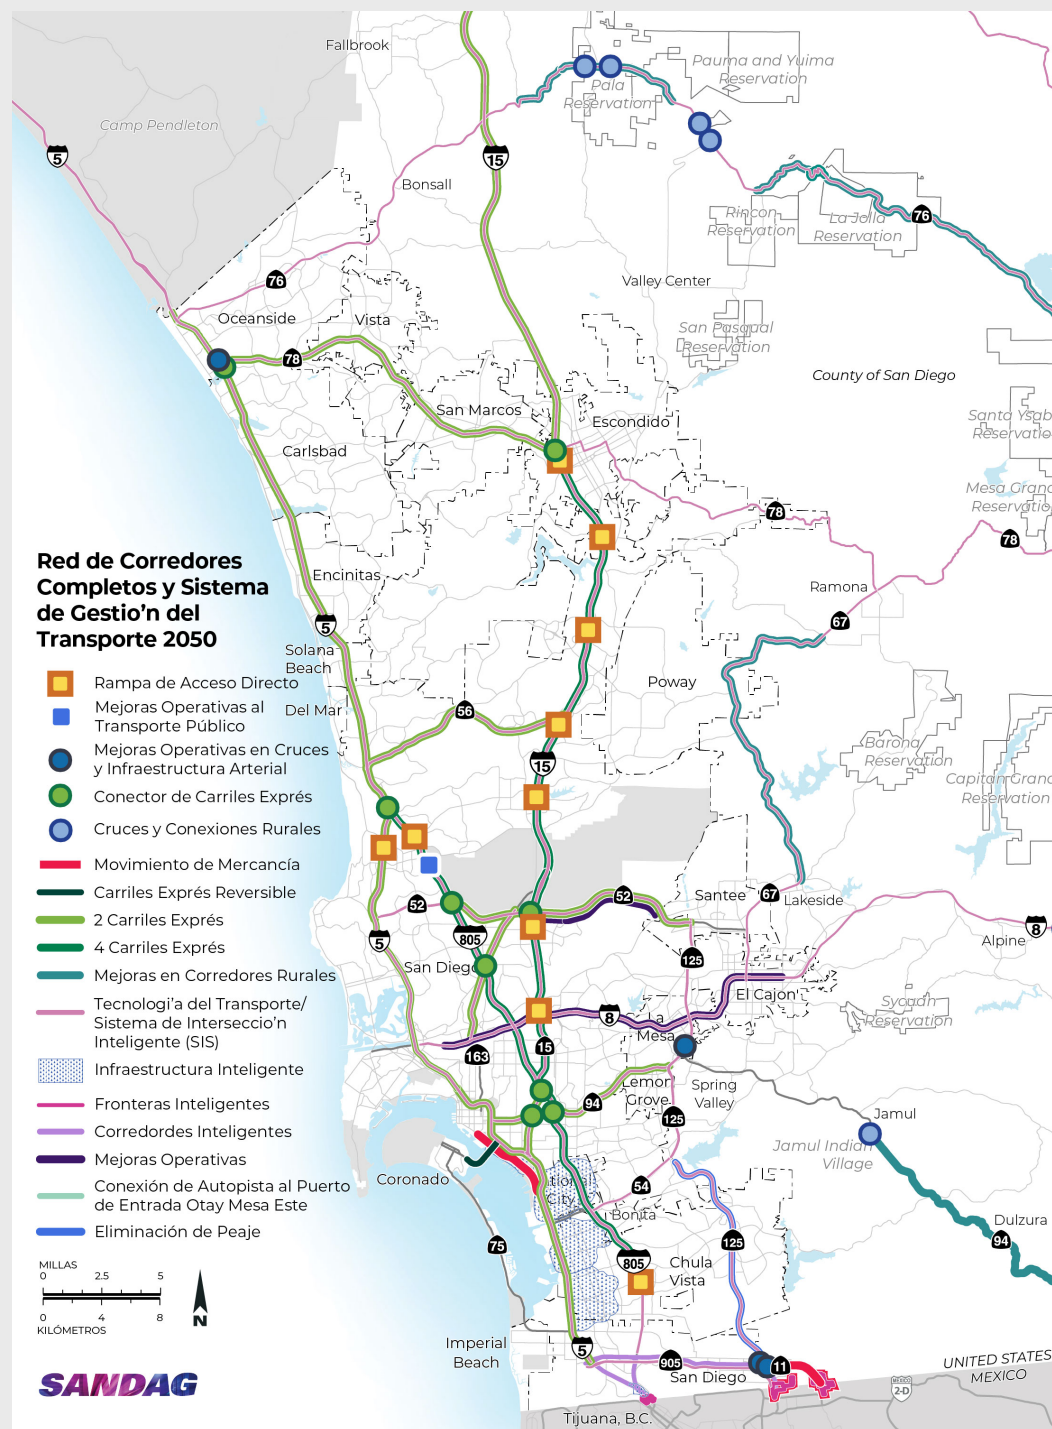 Fallbrook
Pauma and Yuima
Reservation
Pala
Reservation
Camp Pendleton
5
15
Bonsall
Rincon
Reservation
La Jolla
Reservation
76
76
Valley Center
Oceanside
Vista
San Pasqual
Reservation
78
County of San Diego
San Marcos
Escondido
Santa Ysab
Reservatio
Carlsbad
Mesa Grand
Reservatio
78
78
Red de Corredores
Completos y Sistema
de Gestio'n del
Transporte 2050
Encinitas
Ramona
67
5
Solana
Beach
Rampa de Acceso Directo
Poway
Mejoras Operativas al
Transporte Público
Del Mar
56
Mejoras Operativas en Cruces
y Infraestructura Arterial
15
Barona
Reservation
Capitan Grand
Reservation
Conector de Carriles Exprés
Cruces y Conexiones Rurales
Movimiento de Mercancía
Carriles Exprés Reversible
52
52
Santee
67
Lakeside
2 Carriles Exprés
5
805
8
Alpine
4 Carriles Exprés
125
San Diego
Mejoras en Corredores Rurales
El Cajon
Sycuan
Reservation
Tecnologi'a del Transporte/
Sistema de Interseccio'n
Inteligente (SIS)
8
La
Mesa
163
15
Infraestructura Inteligente
Lemon
Grove
Spring
Valley
94
125
Jamul
Fronteras Inteligentes
Corredordes Inteligentes
Jamul Indian
Village
Mejoras Operativas
Coronado
City
54
Conexión de Autopista al Puerto
de Entrada Otay Mesa Este
Bonita
Dulzura
94
Eliminación de Peaje
75
125
805
Chula
Vista
MILLAS
0 2.5 5
0 4 8
KILÓMETROS
N
Imperial
Beach
5
905
11
San Diego
UNITED STATES
MEXICO
SANDAG
MEXICO
2-D
Tijuana, B.C.